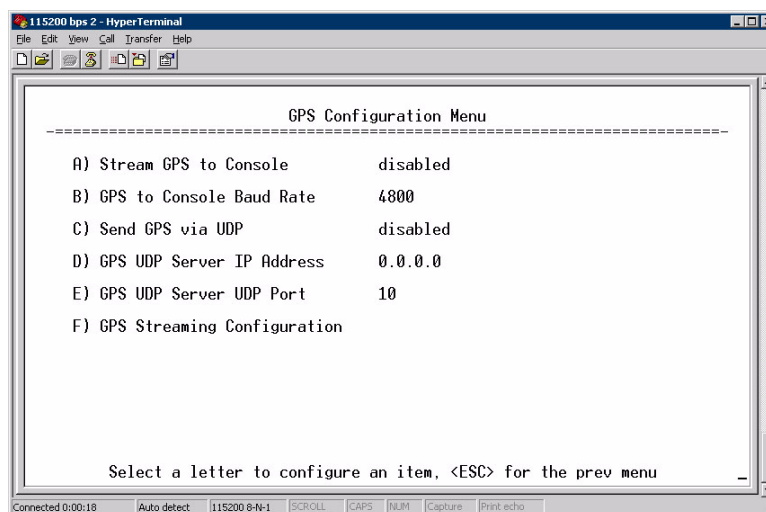 115200 bps 2 - HyperTerminal
File Edit View Call Transfer Help
GPS Configuration Menu
-==========================================================================-
A) Stream GPS to Console disabled
B) GPS to Console Baud Rate 4800
C) Send GPS via UDP disabled
D) GPS UDP Server IP Address 0.0.0.0
E) GPS UDP Server UDP Port 10
F) GPS Streaming Configuration
Select a letter to configure an item, <ESC> for the prev menu _
Connected 0:00:18 Auto detect 115200 8-N-1 SCROLL CAPS NUM Capture Print echo